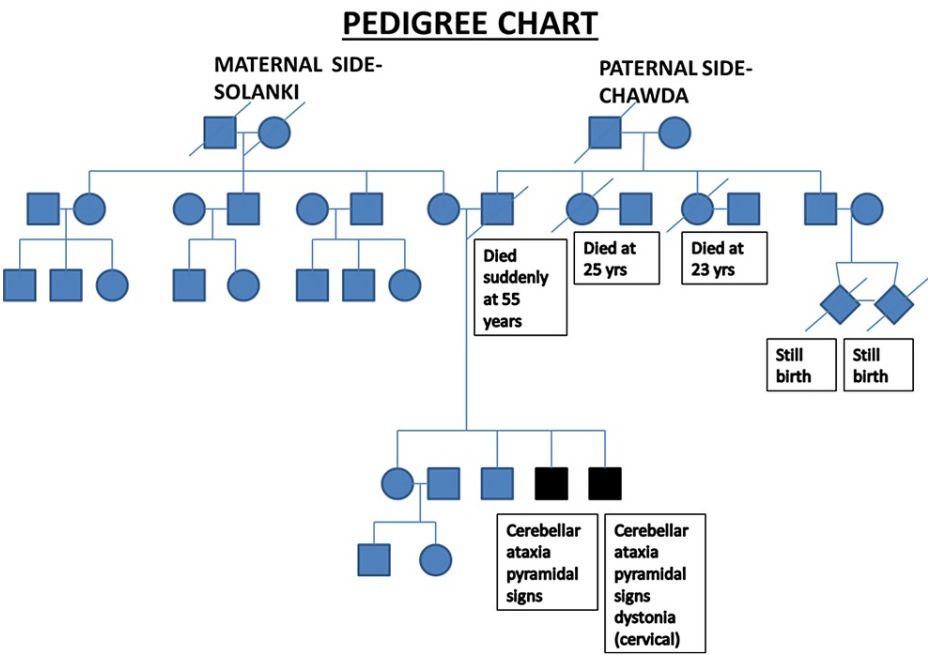 PEDIGREE CHART
MATERNAL SIDE-
SOLANKI
PATERNAL SIDE-
CHAWDA
Died
suddenly
at 55
years
Died at
25 yrs
Died at
23 yrs
Still
birth
Still
birth
Cerebellar
ataxia
pyramidal
signs
Cerebellar
ataxia
pyramidal
signs
dystonia
(cervical)